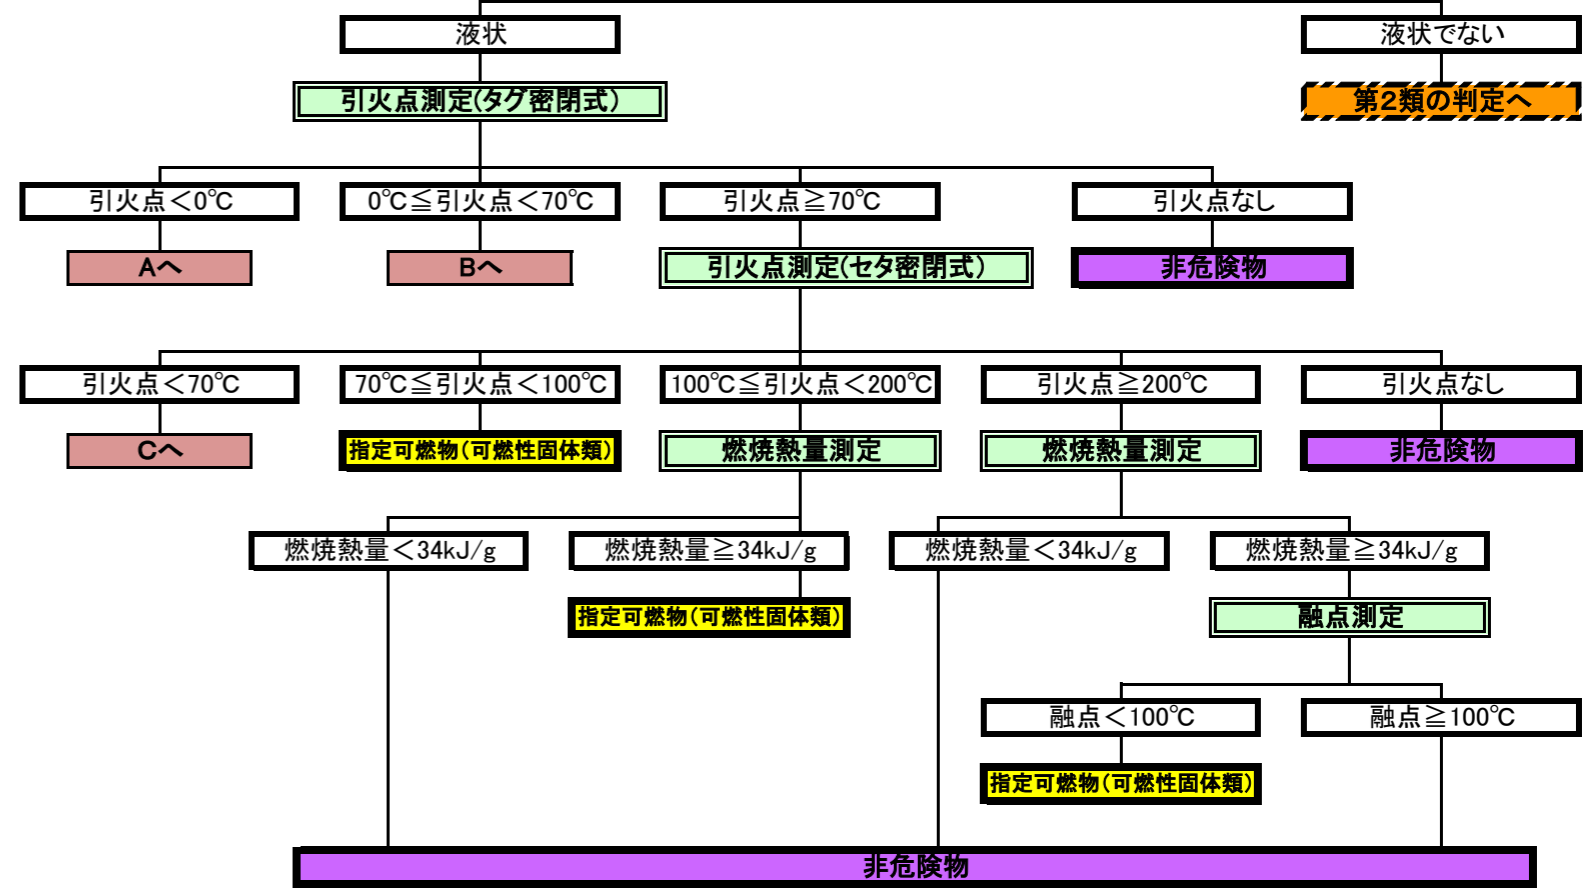 液状
液状でない
引火点測定(タグ密閉式)
第2類の判定へ
引火点<0℃
0℃≦引火点<70℃
引火点≧70℃
引火点なし
Aへ
Bへ
引火点測定(セタ密閉式)
非危険物
引火点<70℃
70℃≦引火点<100℃
100℃≦引火点<200℃
引火点≧200℃
引火点なし
Cへ
指定可燃物(可燃性固体類)
燃焼熱量測定
燃焼熱量測定
非危険物
燃焼熱量<34kJ/g
燃焼熱量≧34kJ/g
燃焼熱量<34kJ/g
燃焼熱量≧34kJ/g
指定可燃物(可燃性固体類)
融点測定
融点<100℃
融点≧100℃
指定可燃物(可燃性固体類)
非危険物